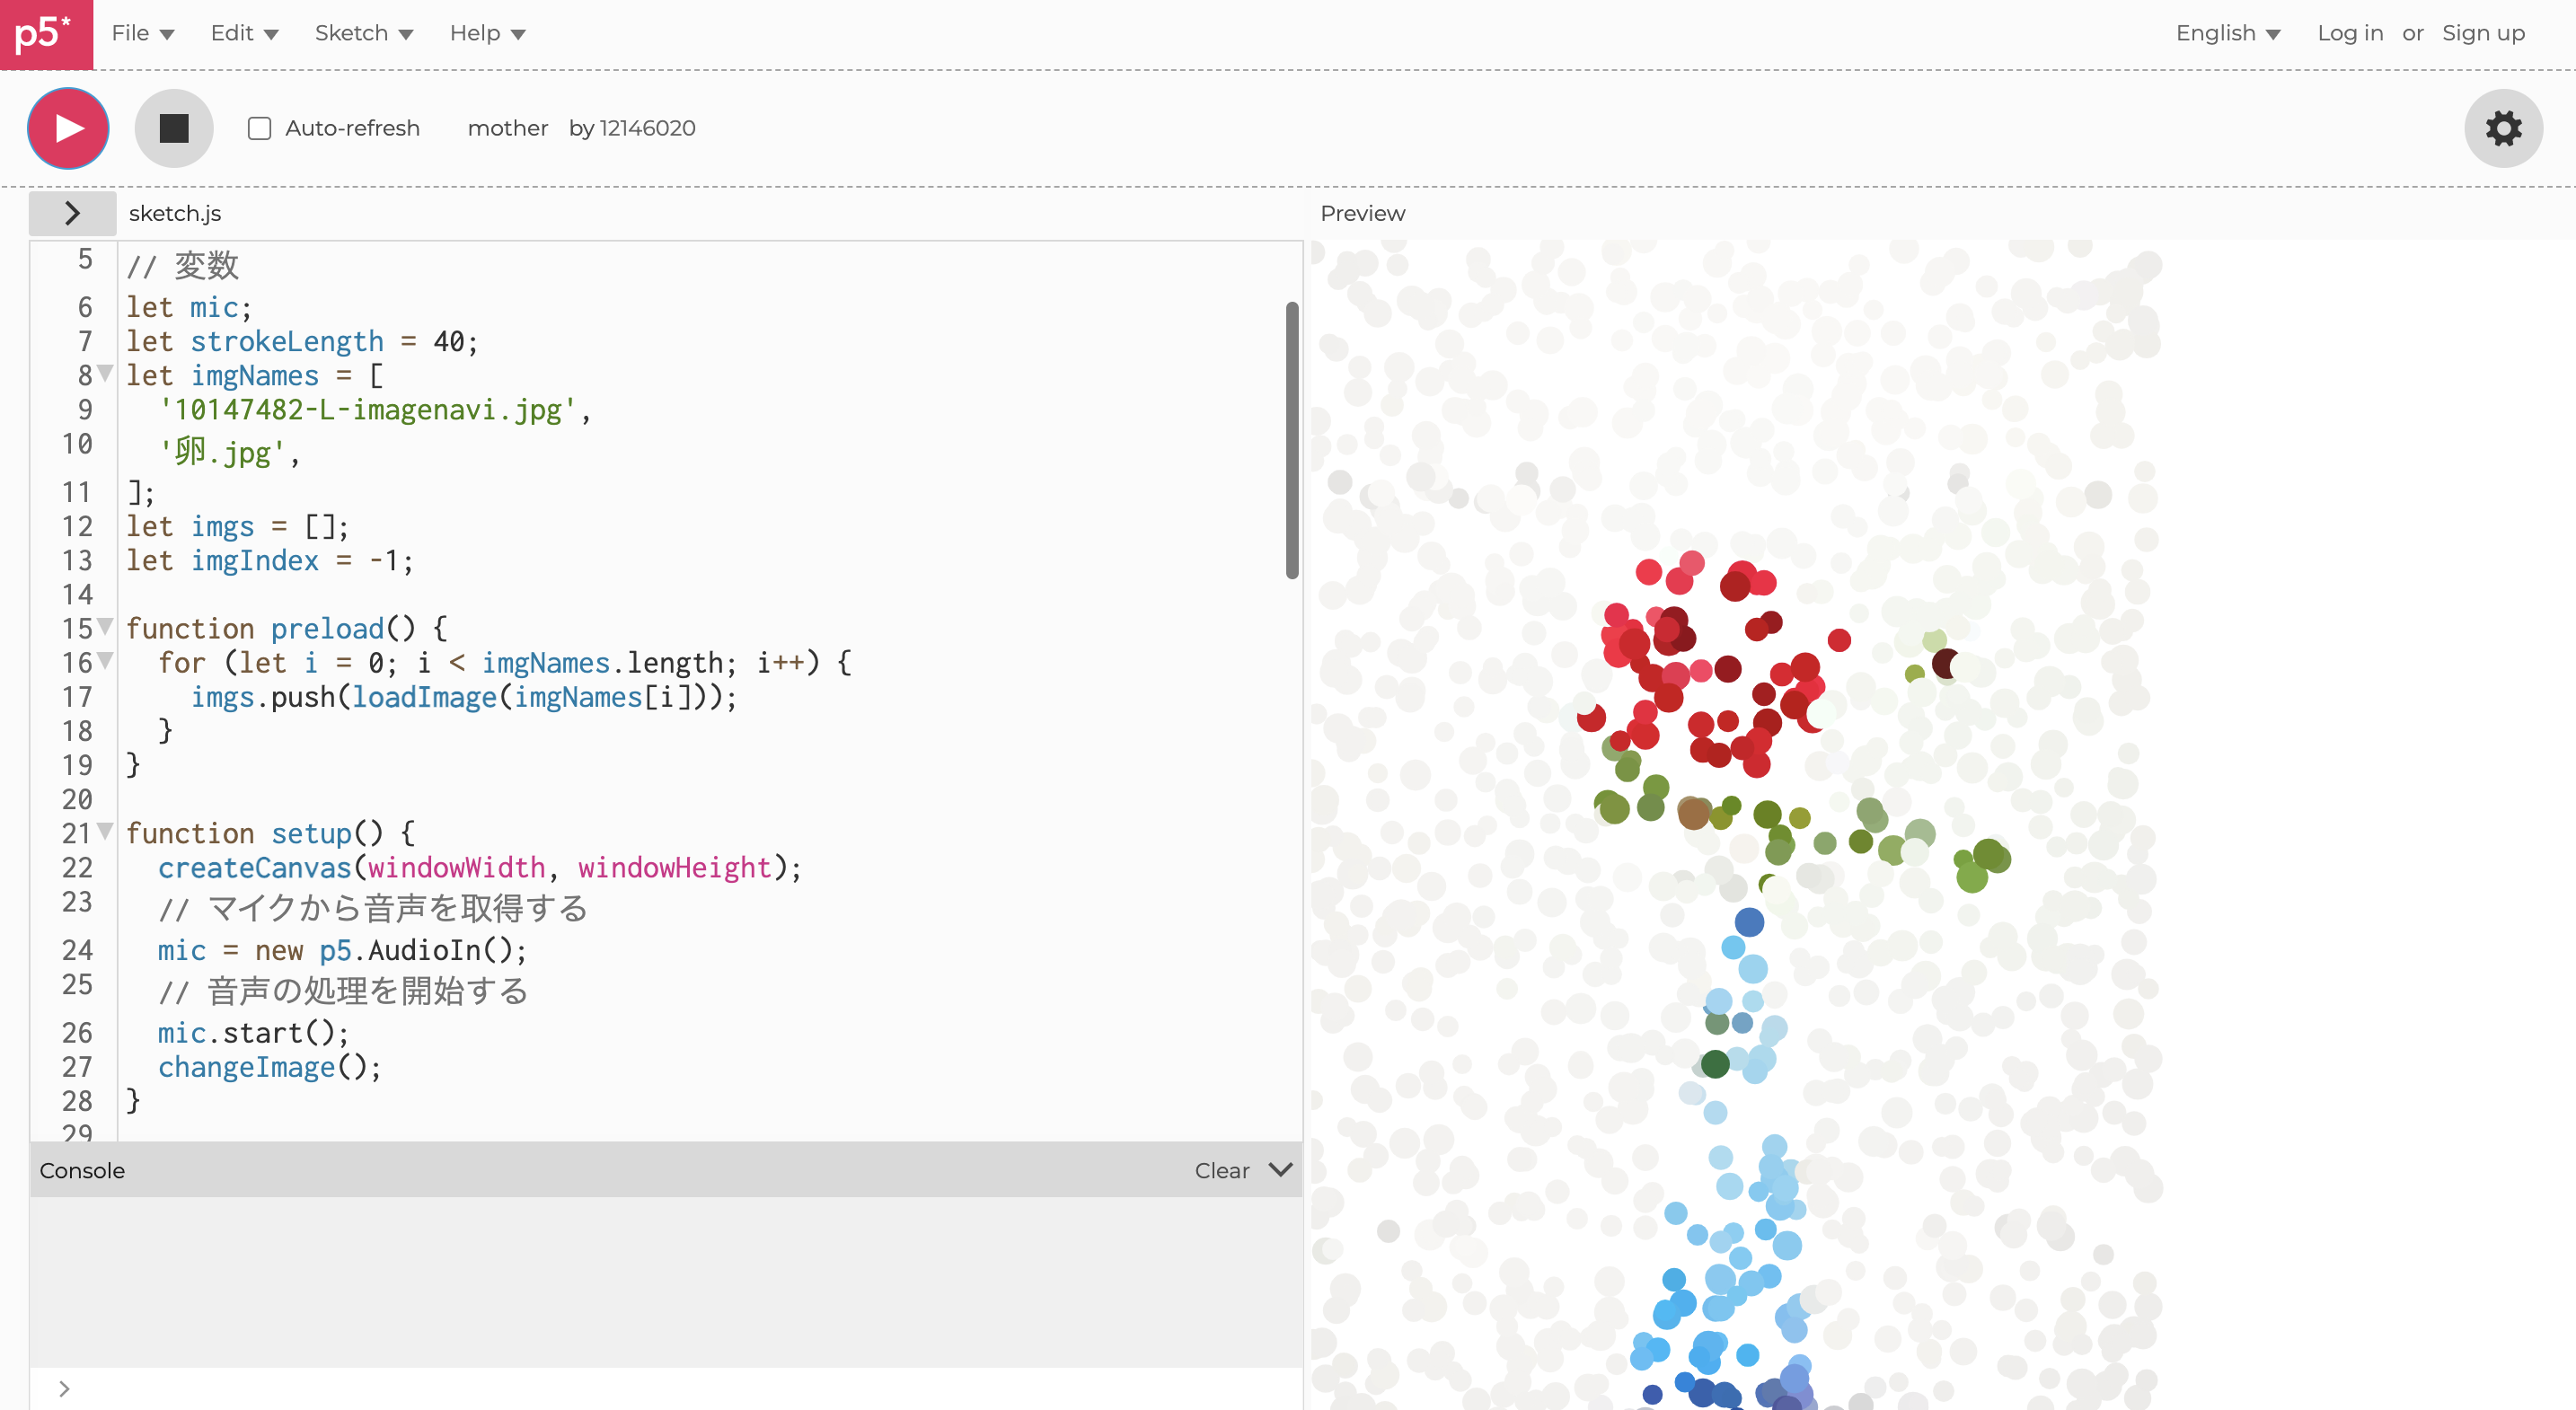 p5* File Edit Sketch Help English Log in or Sign up
Auto-refresh mother by 12146020
sketch.js
Preview
5 // 変数
6 let mic;
7 let strokeLength = 40;
8 let imgNames = [
9 '10147482-L-imagenavi.jpg',
10 '卵.jpg',
11 ];
12 let imgs = [];
13 let imgIndex = -1;
14
15 function preload() {
16 for (let i = 0; i < imgNames.length; i++) {
17 imgs.push(loadImage(imgNames[i]));
18 }
19 }
20
21 function setup() {
22 createCanvas(windowWidth, windowHeight);
23 // マイクから音声を取得する
24 mic = new p5.AudioIn();
25 // 音声の処理を開始する
26 mic.start();
27 changeImage();
28 }
29
Console Clear